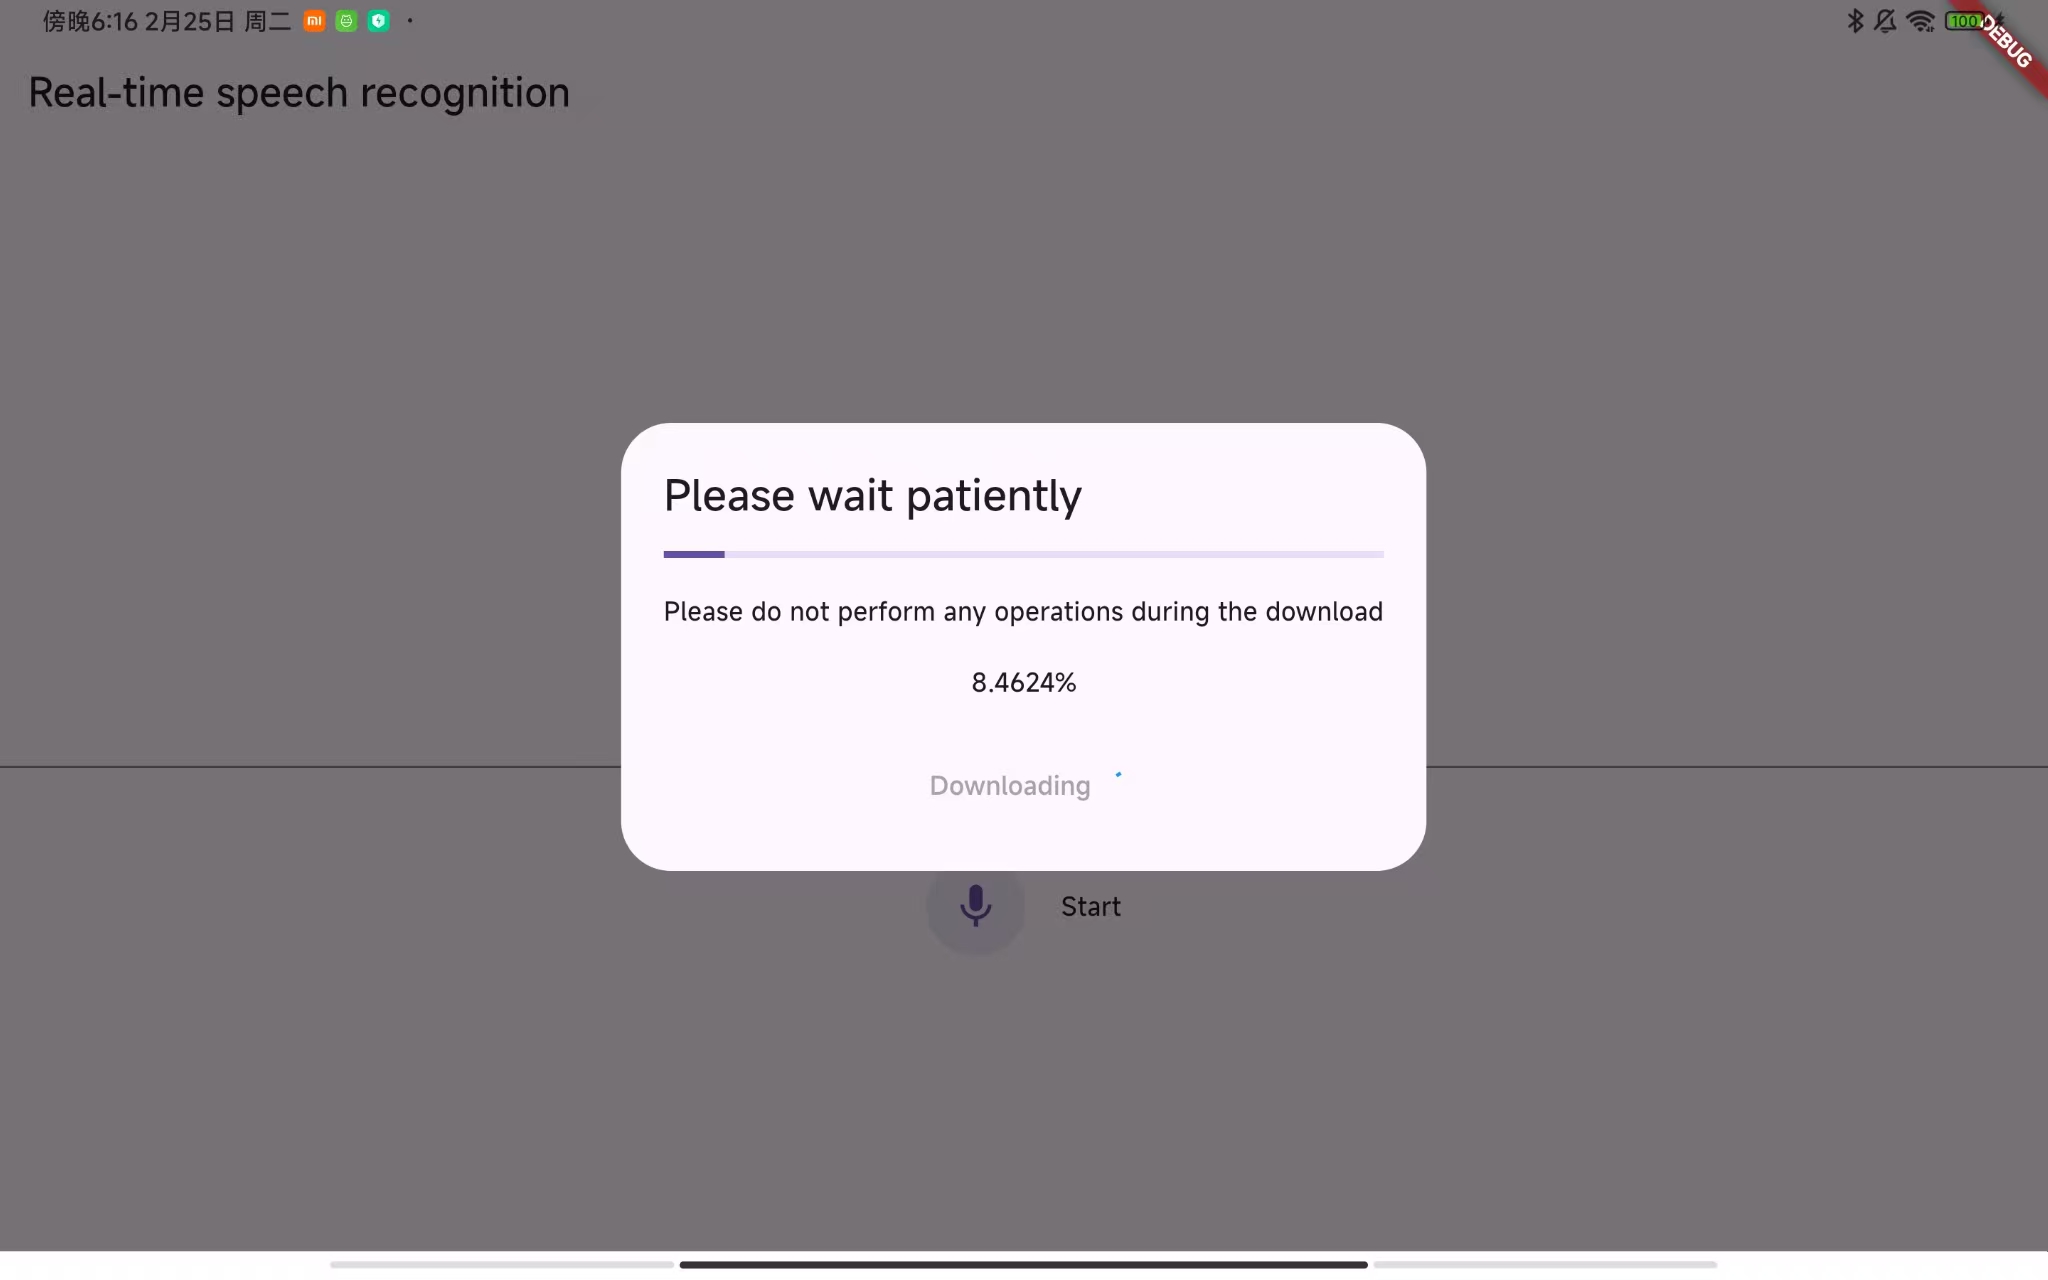 傍晚6:16 2月25日 周二
100
DEBUG
Real-time speech recognition
Please wait patiently
Please do not perform any operations during the download
8.4624%
Downloading
Start